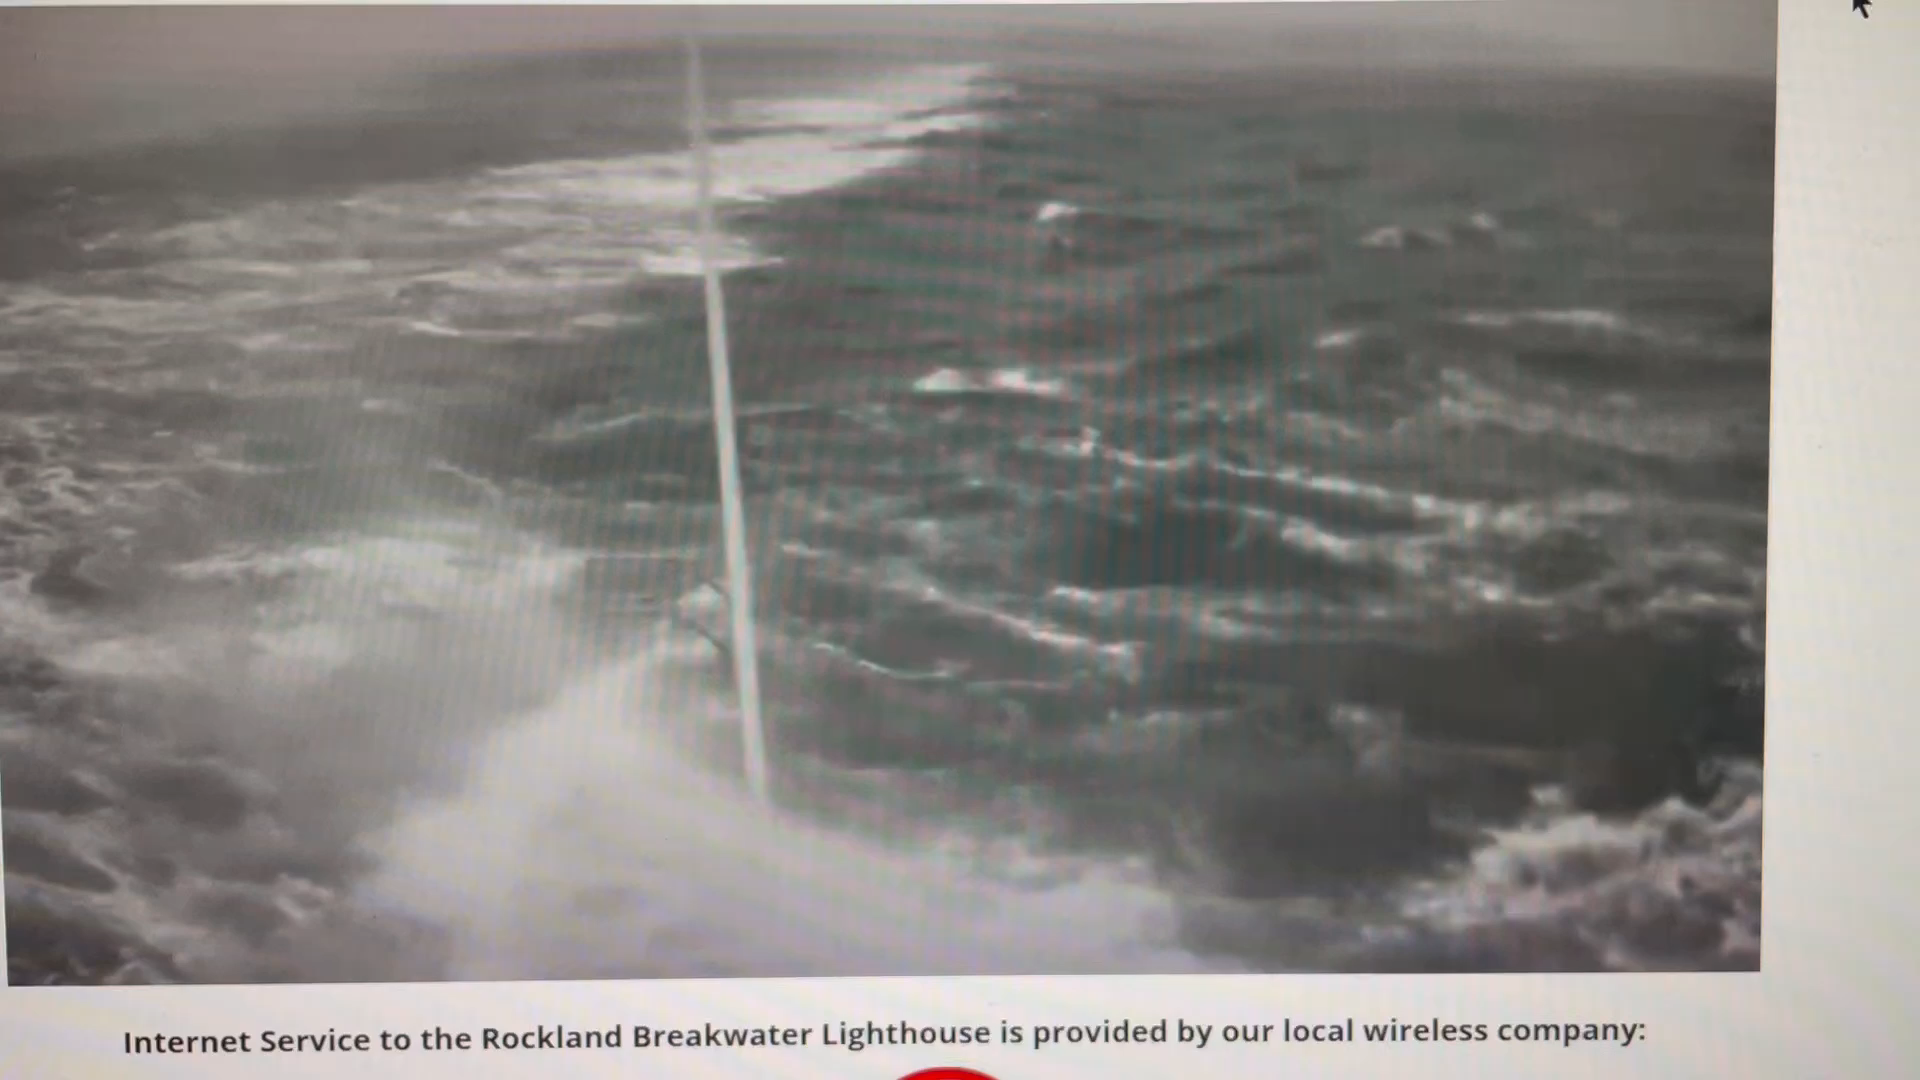 Internet Service to the Rockland Breakwater Lighthouse is provided by our local wireless company: